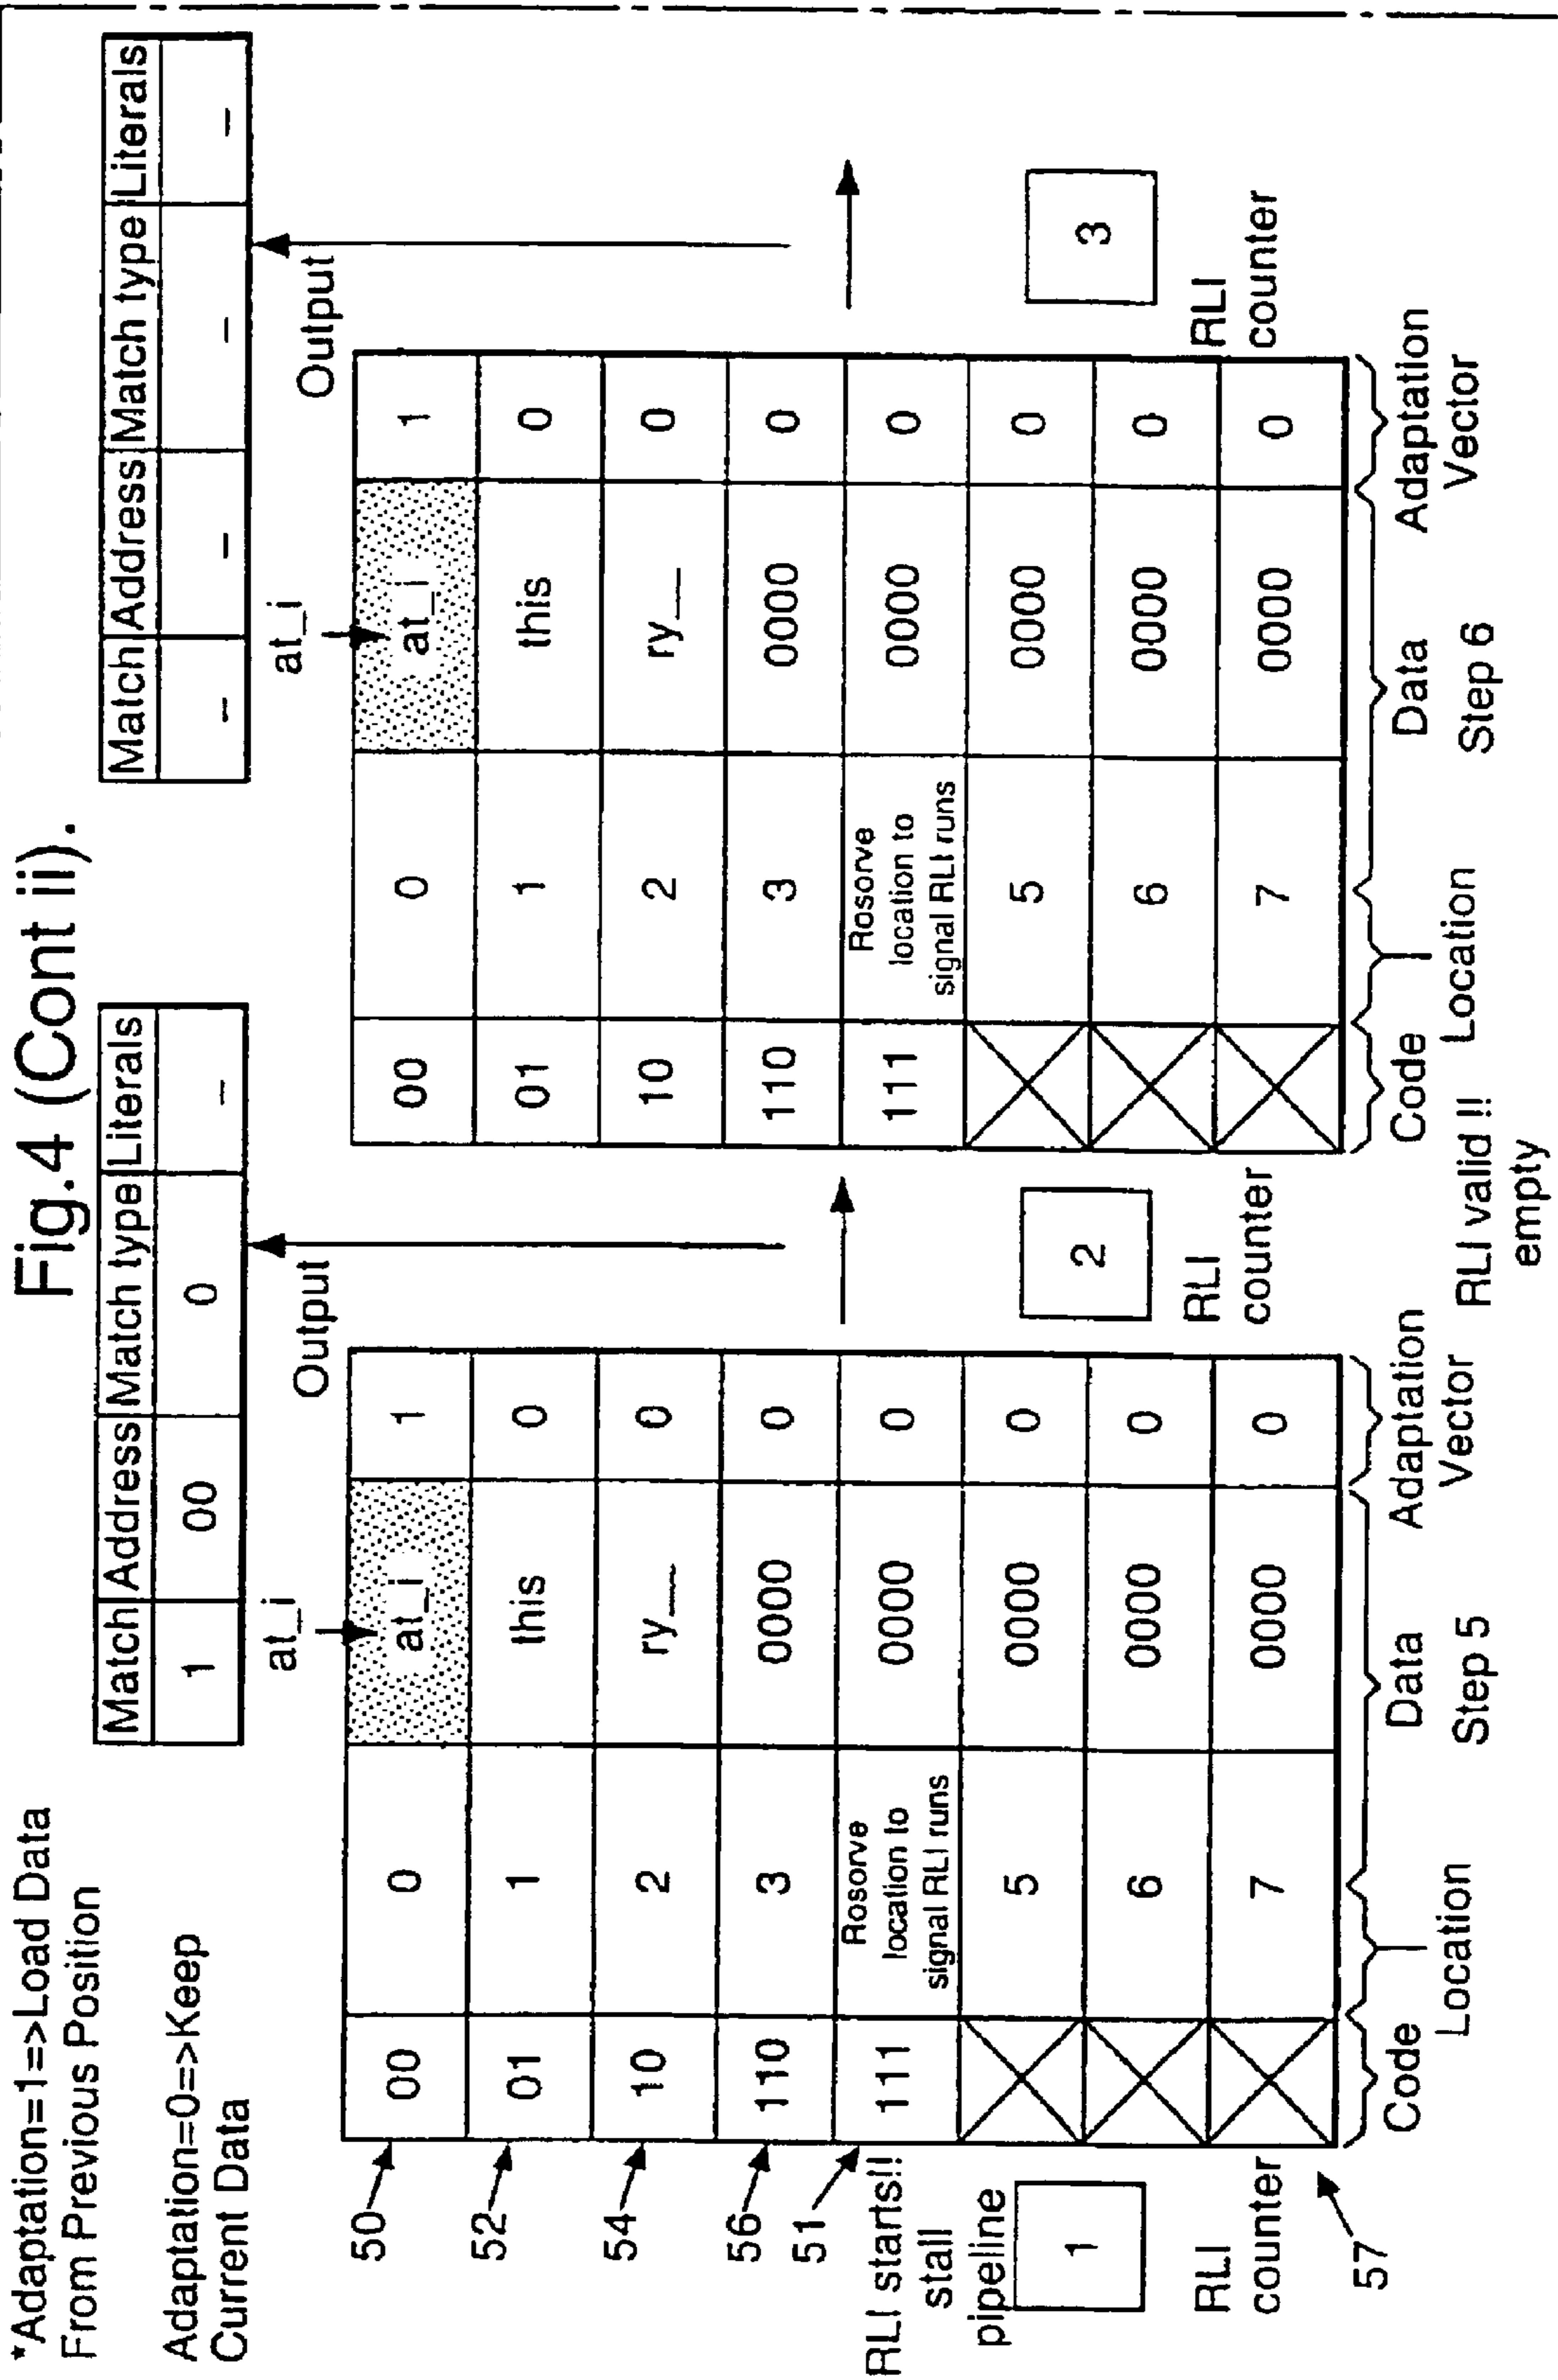 Fig.4 (Cont ii).
*Adaptation=1=>Load Data
From Previous Position
Adaptation=0=>Keep
Current Data
Match Address Match type Literals
1 00 0 –
at_i
Output
50
52
54
56
51
57
00 0 at_i 1
01 1 this 0
10 2 ry__ 0
110 3 0000 0
111 Rosorve location to signal RLI runs 0000 0
5 0000 0
6 0000 0
7 0000 0
RLI starts!!
stall
pipeline
1
RLI
counter
Code
Location
Data
Adaptation
Vector
Step 5
2
RLI
counter
RLI valid !!
empty
Match Address Match type Literals
– – – –
at_i
Output
00 0 at_i 1
01 1 this 0
10 2 ry__ 0
110 3 0000 0
111 Rosorve location to signal RLI runs 0000 0
5 0000 0
6 0000 0
7 0000 0
Code
Location
Data
Adaptation
Vector
Step 6
3
RLI
counter